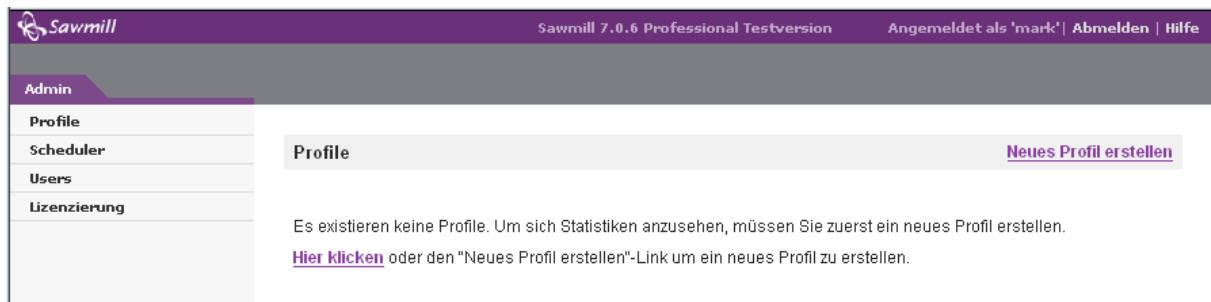 Sawmill
Sawmill 7.0.6 Professional Testversion
Angemeldet als 'mark'| Abmelden | Hilfe
Admin
Profile
Scheduler
Users
Lizenzierung
Profile
Neues Profil erstellen
Es existieren keine Profile. Um sich Statistiken anzusehen, müssen Sie zuerst ein neues Profil erstellen.
Hier klicken oder den "Neues Profil erstellen"-Link um ein neues Profil zu erstellen.